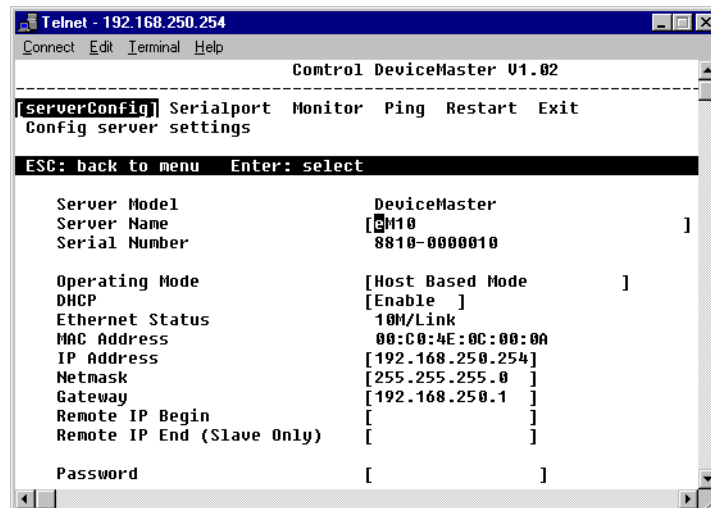 Telnet - 192.168.250.254
Connect Edit Terminal Help
Comtrol DeviceMaster V1.02
[serverConfig] Serialport Monitor Ping Restart Exit
Config server settings
ESC: back to menu Enter: select
Server Model DeviceMaster
Server Name [eM10 ]
Serial Number 8810-0000010
Operating Mode [Host Based Mode ]
DHCP [Enable ]
Ethernet Status 10M/Link
MAC Address 00:C0:4E:0C:00:0A
IP Address [192.168.250.254]
Netmask [255.255.255.0 ]
Gateway [192.168.250.1 ]
Remote IP Begin [ ]
Remote IP End (Slave Only) [ ]
Password [ ]